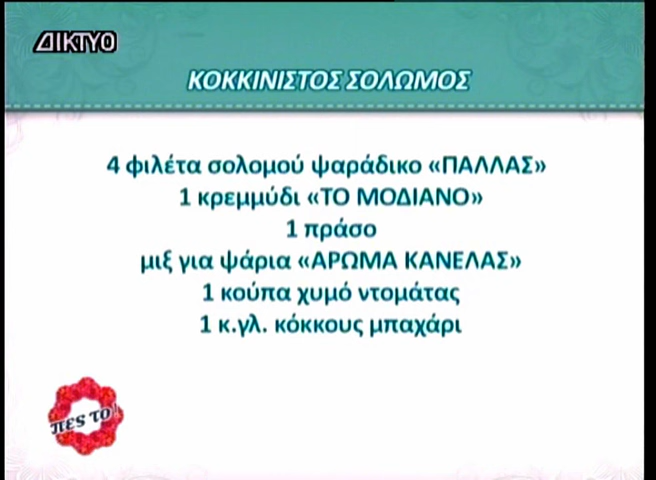 ΔΙΚΤΥΟ
ΚΟΚΚΙΝΙΣΤΟΣ ΣΟΛΩΜΟΣ
4 φιλέτα σολομού ψαράδικο «ΠΑΛΛΑΣ»
1 κρεμμύδι «ΤΟ ΜΟΔΙΑΝΟ»
1 πράσο
μιξ για ψάρια «ΑΡΩΜΑ ΚΑΝΕΛΑΣ»
1 κούπα χυμό ντομάτας
1 κ.γλ. κόκκους μπαχάρι
πες το!